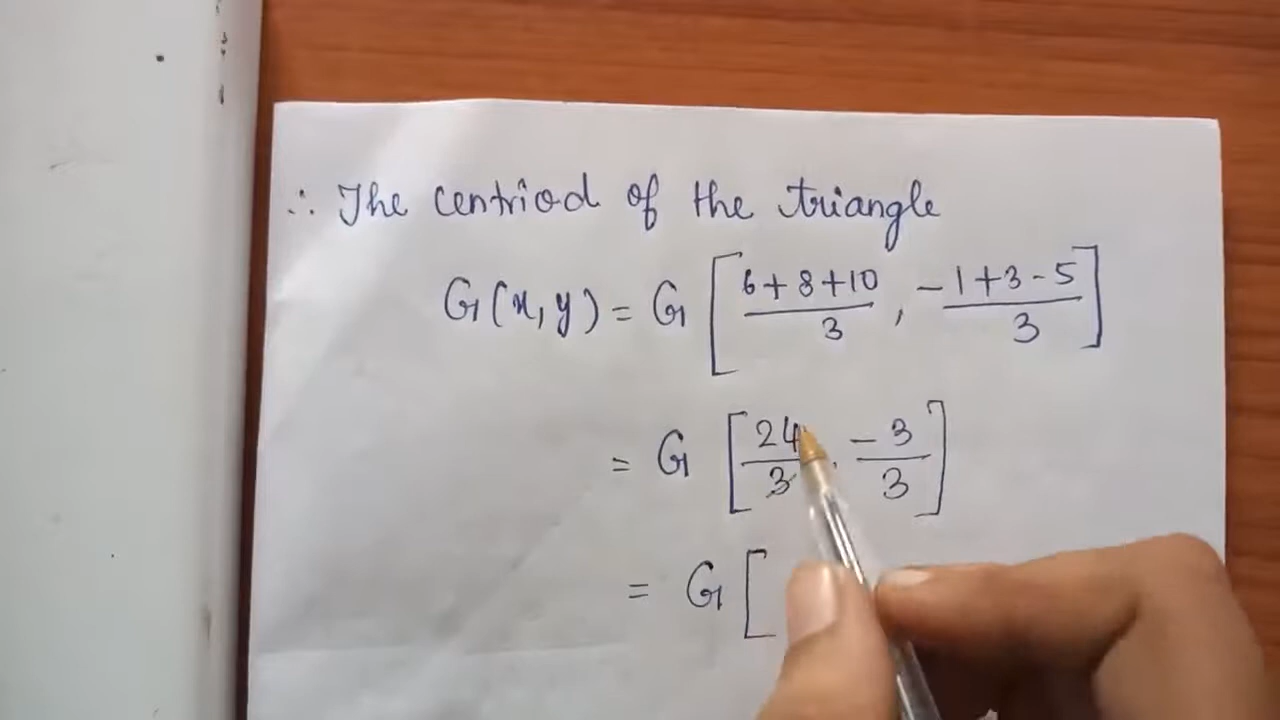 ∴ The centriod of the triangle
G(x, y) = G [ 6+8+10/3 , -1+3-5/3 ]
= G [ 24/3 , -3/3 ]
= G [